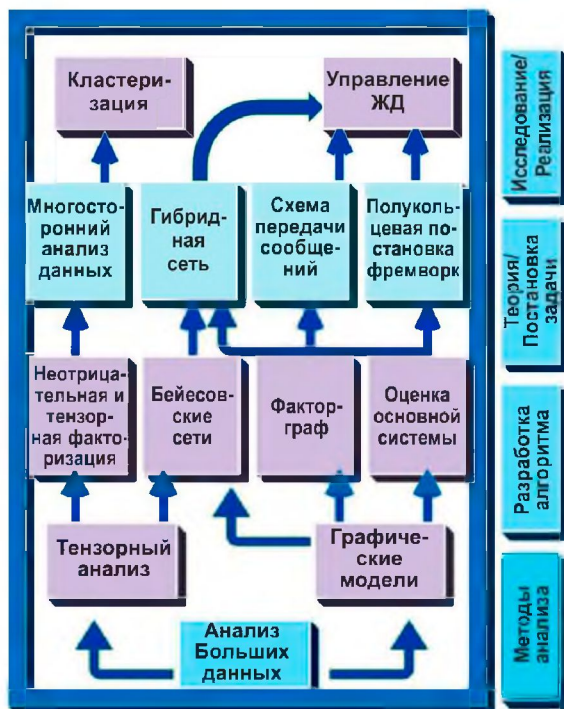 Кластери-
зация
Управление
ЖД
Многосто-
ронний
анализ
данных
Гибрид-
ная
сеть
Схема
передачи
сообще-
ний
Полуколь-
цевая по-
становка
фремворк
Неотрица-
ательная и
тензор-
ная факто-
ризация
Бейесов-
ские
сети
Фактор-
граф
Оценка
основной
системы
Тензорный
анализ
Графиче-
ские
модели
Анализ
Больших
данных
Исследование/
Реализация
Теория/
Постановка
задачи
Разработка
алгоритма
Методы
анализа